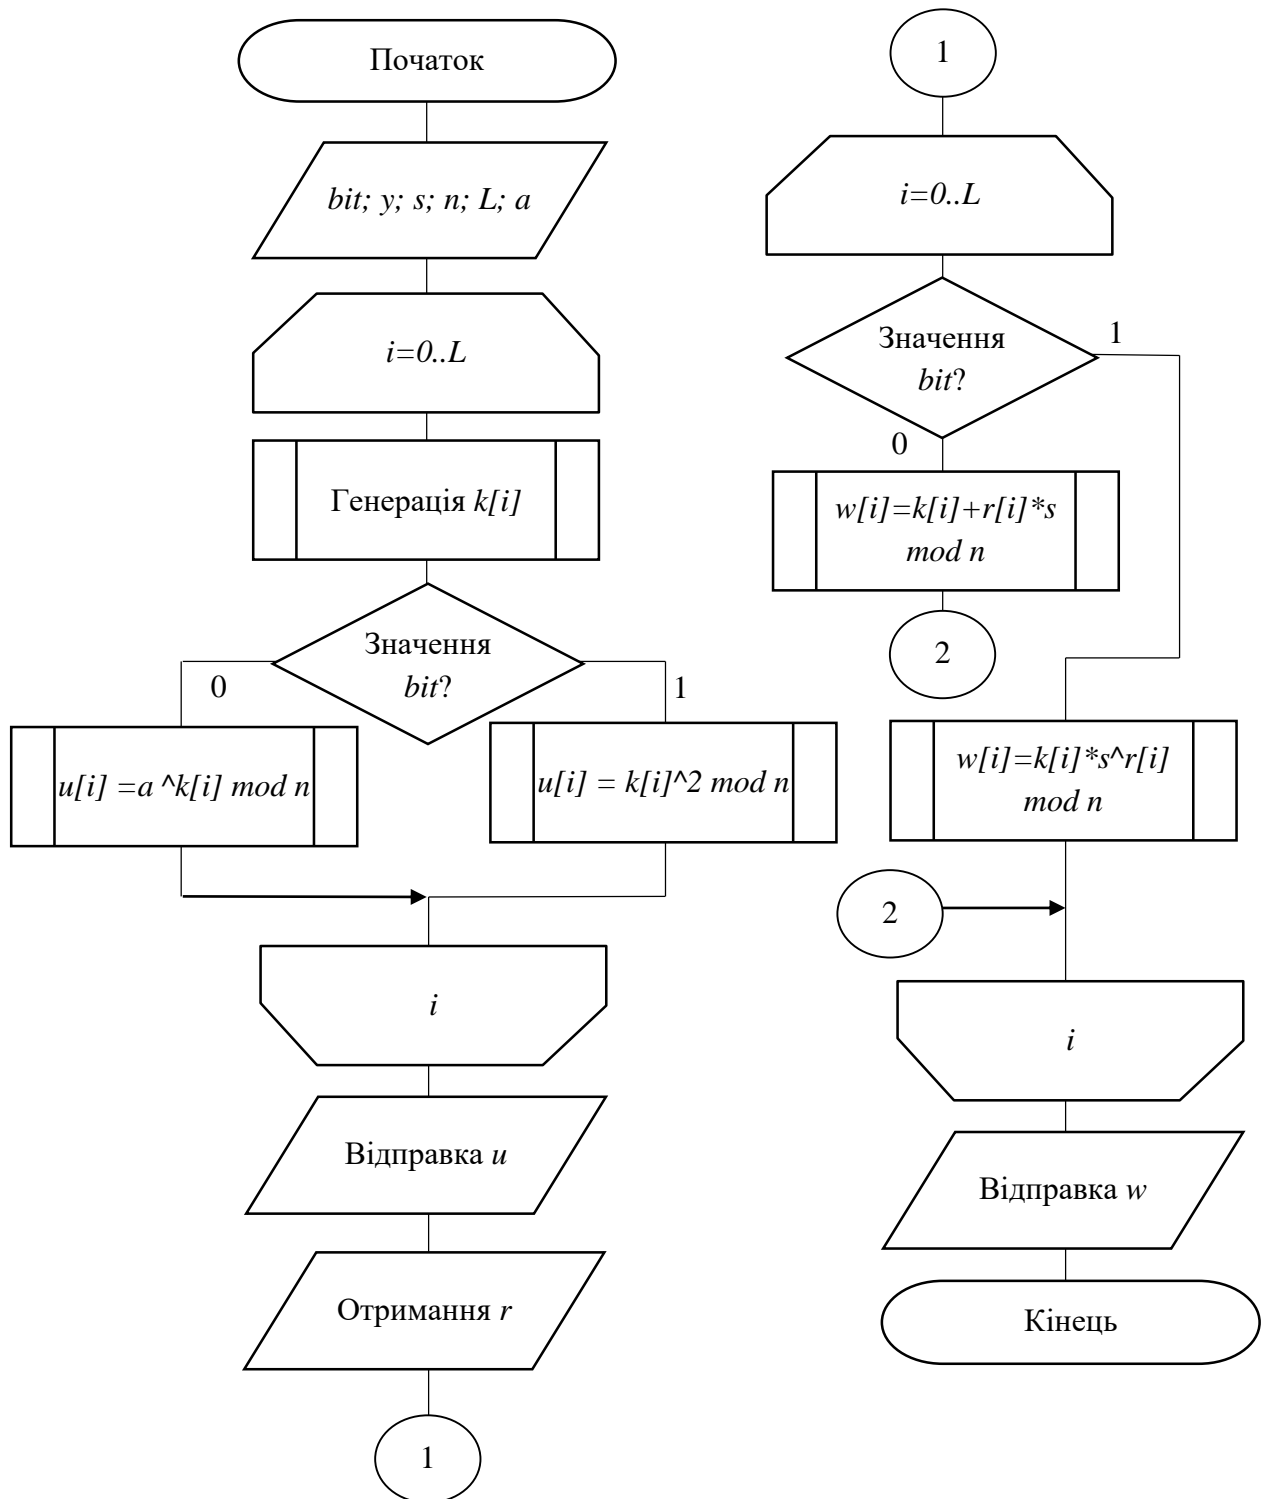 Початок
bit; y; s; n; L; a
i=0..L
Генерація k[i]
Значення
bit?
0
1
u[i] =a ^k[i] mod n
u[i] = k[i]^2 mod n
i
Відправка u
Отримання r
1
1
i=0..L
Значення
bit?
1
0
w[i]=k[i]+r[i]*s
mod n
2
w[i]=k[i]*s^r[i]
mod n
2
i
Відправка w
Кінець